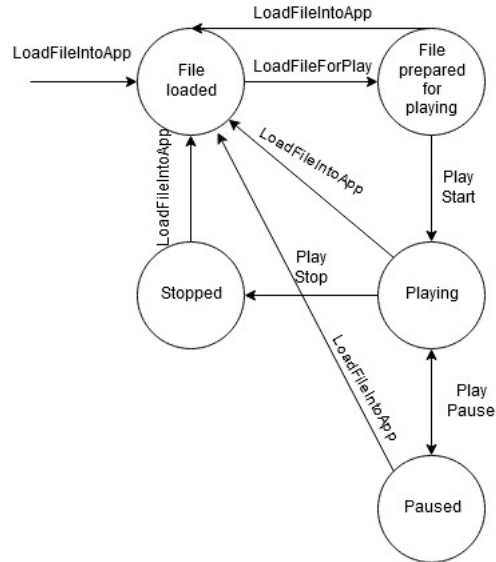 LoadFileIntoApp
LoadFileIntoApp
File
loaded
LoadFileForPlay
File
prepared
for
playing
LoadFileIntoApp
LoadFileIntoApp
Play
Start
Stopped
Play
Stop
Playing
LoadFileIntoApp
Play
Pause
Paused